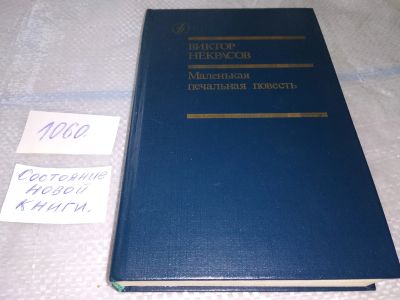 ВИКТОР
НЕКРАСОВ
Маленькая
печальная повесть
1060.
Состояние
новой
книги.